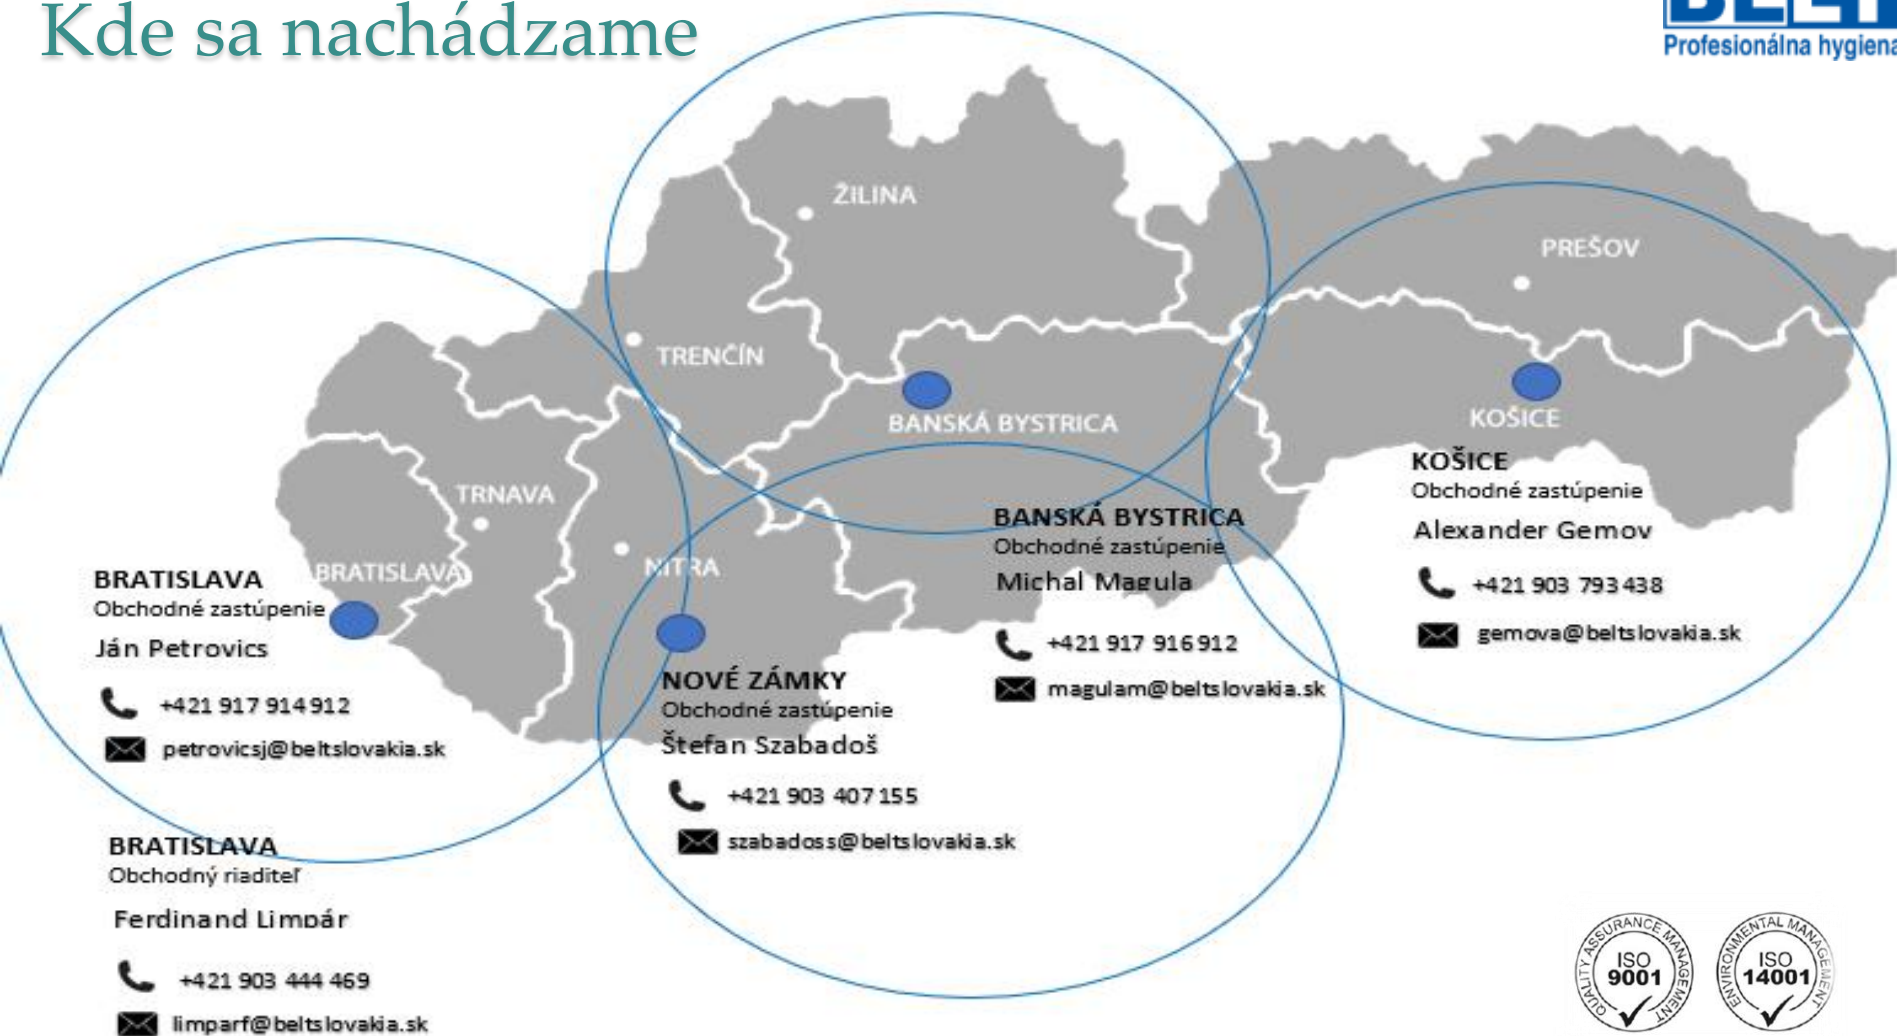 Kde sa nachádzame
BELT
Profesionálna hygiena
ŽILINA
PREŠOV
TRENČÍN
BANSKÁ BYSTRICA
KOŠICE
TRNAVA
NITRA
BRATISLAVA
BRATISLAVA
Obchodné zastúpenie
Ján Petrovics
+421 917 914 912
petrovicsj@beltslovakia.sk
BRATISLAVA
Obchodný riaditeľ
Ferdinand Limpár
+421 903 444 469
limparf@beltslovakia.sk
NOVÉ ZÁMKY
Obchodné zastúpenie
Štefan Szabadoš
+421 903 407 155
szabadoss@beltslovakia.sk
BANSKÁ BYSTRICA
Obchodné zastúpenie
Michal Magula
+421 917 916 912
magulam@beltslovakia.sk
KOŠICE
Obchodné zastúpenie
Alexander Gemov
+421 903 793 438
gemova@beltslovakia.sk
QUALITY ASSURANCE MANAGEMENT
ISO
9001
ENVIRONMENTAL MANAGEMENT
ISO
14001